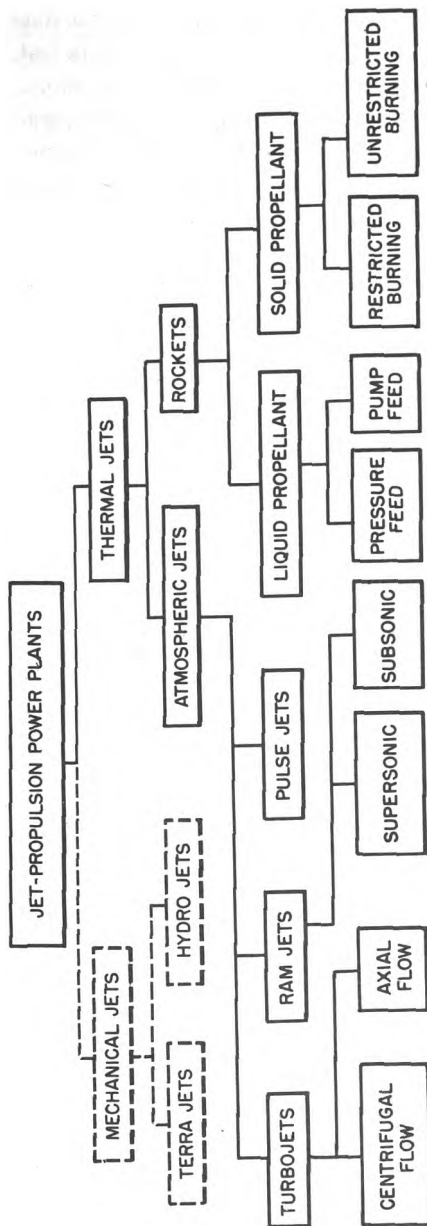 JET-PROPULSION POWER PLANTS
MECHANICAL JETS
THERMAL JETS
TERRA JETS
HYDRO JETS
ATMOSPHERIC JETS
ROCKETS
TURBOJETS
RAM JETS
PULSE JETS
LIQUID PROPELLANT
SOLID PROPELLANT
CENTRIFUGAL
FLOW
AXIAL
FLOW
SUPERSONIC
SUBSONIC
PRESSURE
FEED
PUMP
FEED
RESTRICTED
BURNING
UNRESTRICTED
BURNING